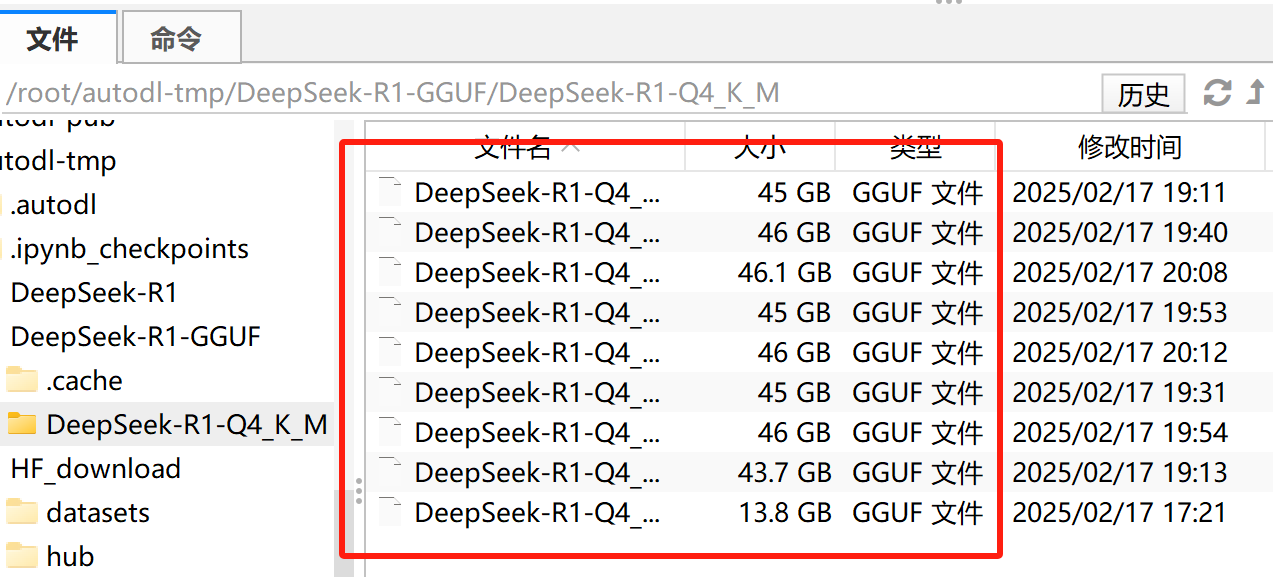 文件 命令
/root/autodl-tmp/DeepSeek-R1-GGUF/DeepSeek-R1-Q4_K_M 历史
autodl-tmp
.autodl
.ipynb_checkpoints
DeepSeek-R1
DeepSeek-R1-GGUF
.cache
DeepSeek-R1-Q4_K_M
HF_download
datasets
hub
文件名 大小 类型 修改时间
DeepSeek-R1-Q4_... 45 GB GGUF 文件 2025/02/17 19:11
DeepSeek-R1-Q4_... 46 GB GGUF 文件 2025/02/17 19:40
DeepSeek-R1-Q4_... 46.1 GB GGUF 文件 2025/02/17 20:08
DeepSeek-R1-Q4_... 45 GB GGUF 文件 2025/02/17 19:53
DeepSeek-R1-Q4_... 46 GB GGUF 文件 2025/02/17 20:12
DeepSeek-R1-Q4_... 45 GB GGUF 文件 2025/02/17 19:31
DeepSeek-R1-Q4_... 46 GB GGUF 文件 2025/02/17 19:54
DeepSeek-R1-Q4_... 43.7 GB GGUF 文件 2025/02/17 19:13
DeepSeek-R1-Q4_... 13.8 GB GGUF 文件 2025/02/17 17:21